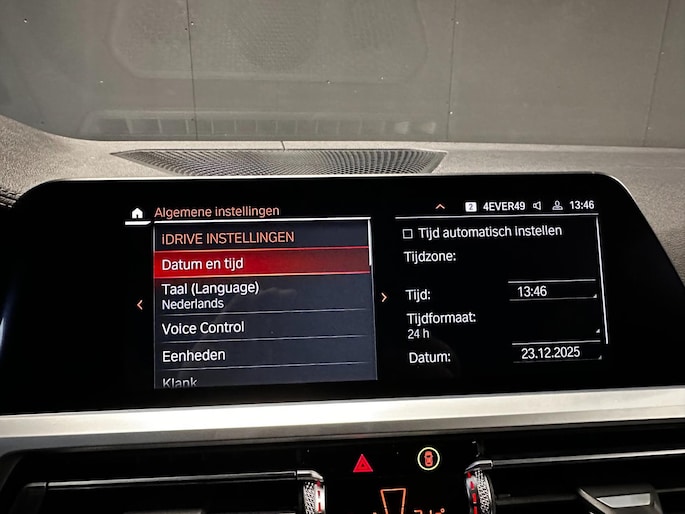 Algemene instellingen
2 4EVER49 13:46
iDRIVE INSTELLINGEN
Datum en tijd
Taal (Language)
Nederlands
Voice Control
Eenheden
Klank
Tijd automatisch instellen
Tijdzone:
Tijd: 13:46
Tijdformaat:
24 h
Datum: 23.12.2025